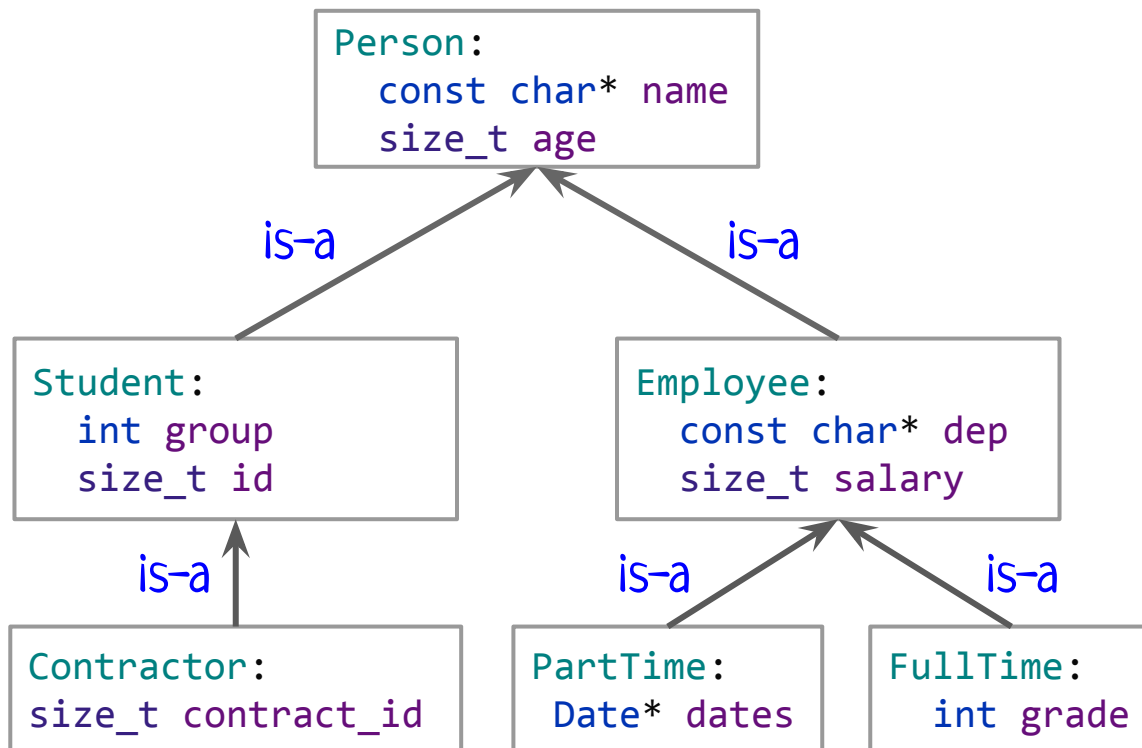 Person:
const char* name
size_t age
is-a
is-a
Student:
int group
size_t id
Employee:
const char* dep
size_t salary
is-a
is-a
is-a
Contractor:
size_t contract_id
PartTime:
Date* dates
FullTime:
int grade